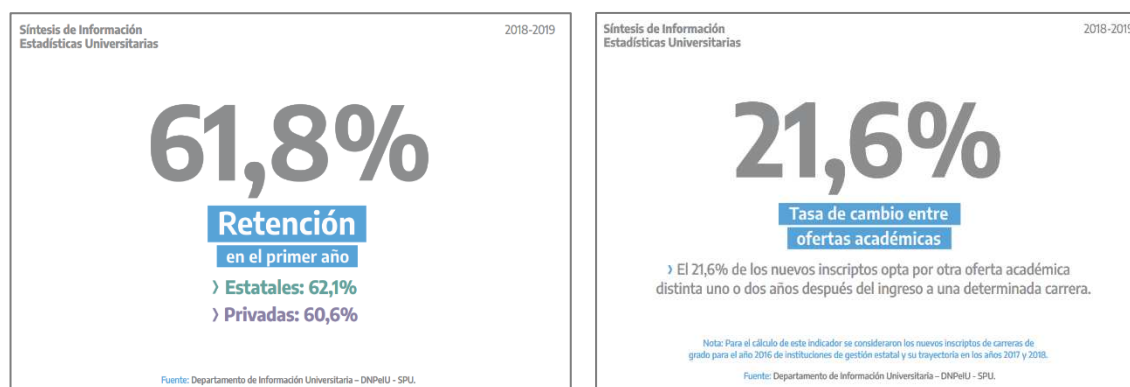 Síntesis de Información
Estadísticas Universitarias
2018-2019
61,8%
Retención
en el primer año
› Estatales: 62,1%
› Privadas: 60,6%
Fuente: Departamento de Información Universitaria – DNPeIU - SPU.
Síntesis de Información
Estadísticas Universitarias
2018-2019
21,6%
Tasa de cambio entre
ofertas académicas
› El 21,6% de los nuevos inscriptos opta por otra oferta académica
distinta uno o dos años después del ingreso a una determinada carrera.
Nota: Para el cálculo de este indicador se consideraron los nuevos inscriptos de carreras de
grado para el año 2016 de instituciones de gestión estatal y su trayectoria en los años 2017 y 2018.
Fuente: Departamento de Información Universitaria – DNPeIU - SPU.